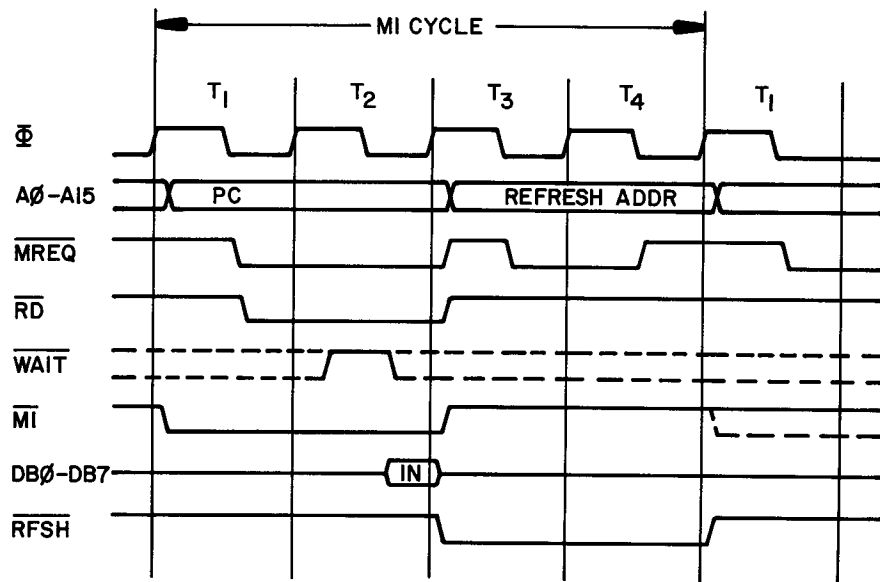 MI CYCLE
T1 T2 T3 T4 T1
Φ
AØ-A15 PC REFRESH ADDR
MREQ
RD
WAIT
MI
DBØ-DB7 IN
RFSH